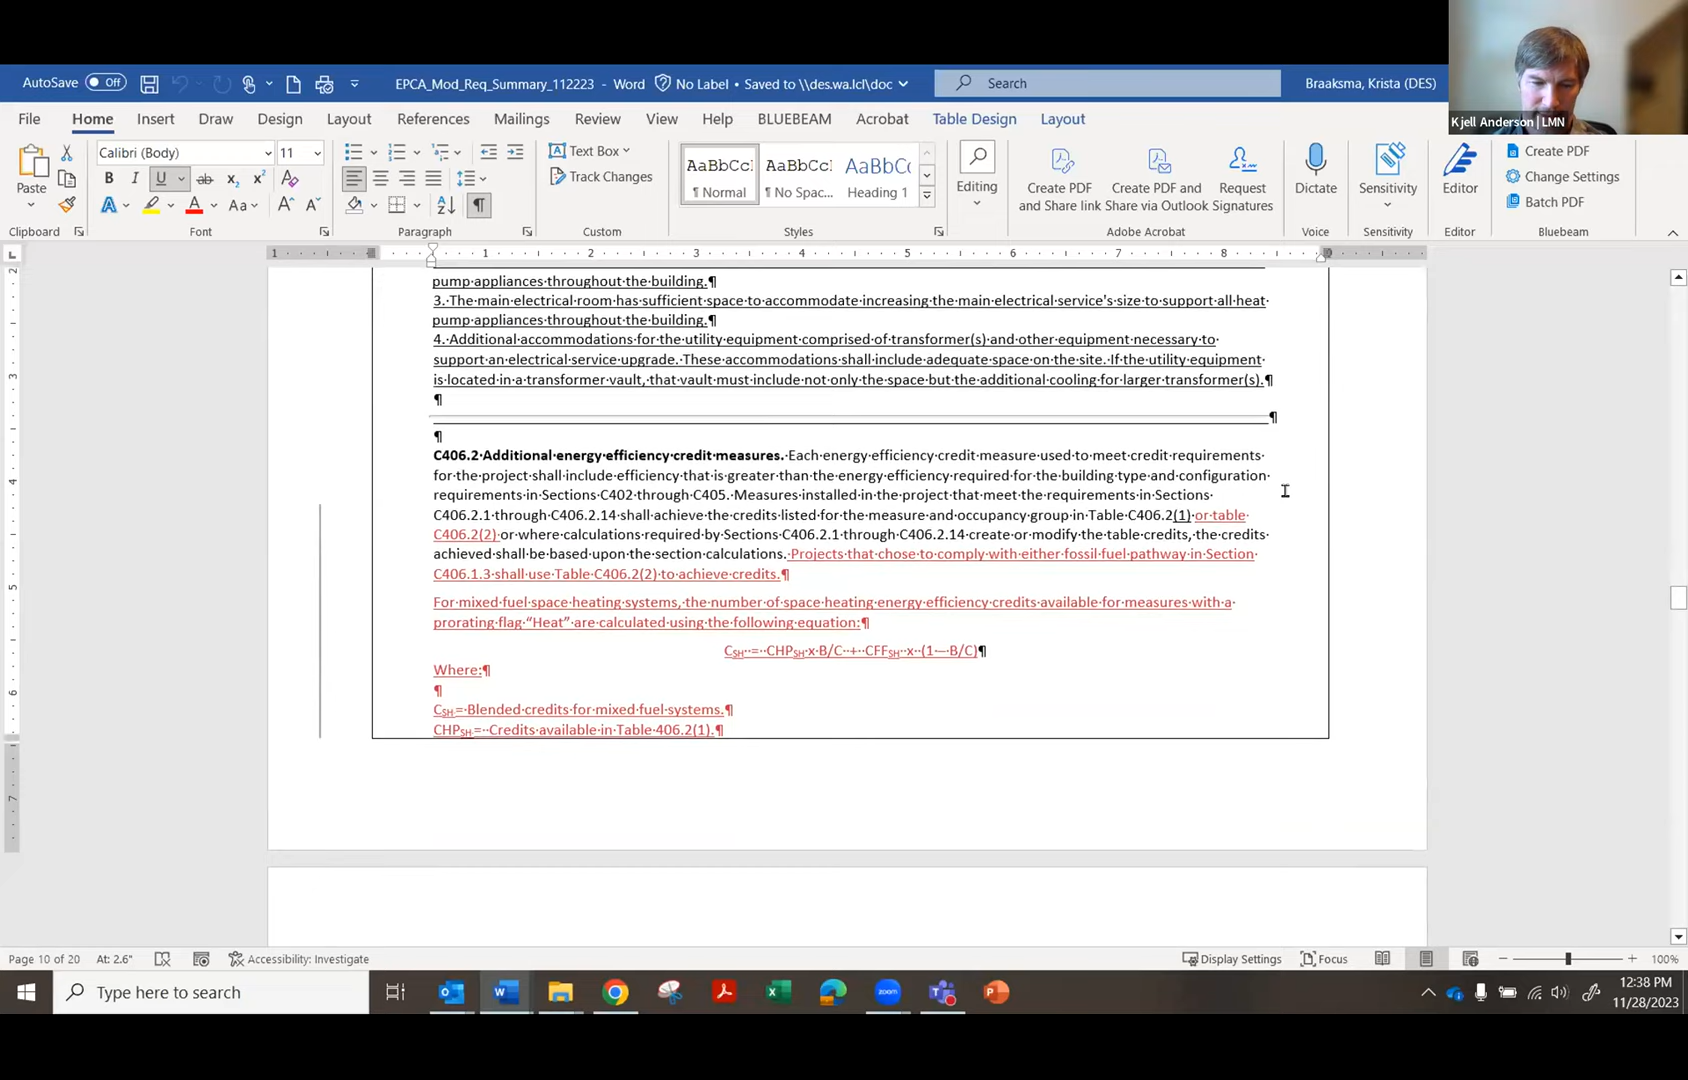 AutoSave Off EPCA_Mod_Req_Summary_112223 - Word No Label • Saved to \\des.wa.lcl\doc Search Braaksma, Krista (DES)
Kjell Anderson | LMN
File Home Insert Draw Design Layout References Mailings Review View Help BLUEBEAM Acrobat Table Design Layout
Calibri (Body) 11 Text Box AaBbCcI AaBbCcI AaBbCc Create PDF
Paste Track Changes ¶ Normal ¶ No Spac... Heading 1 Editing Create PDF and Share link Create PDF and Share via Outlook Request Signatures Dictate Sensitivity Editor Change Settings
Batch PDF
Clipboard Font Paragraph Custom Styles Adobe Acrobat Voice Sensitivity Editor Bluebeam
1 1 2 3 4 5 6 7 8
pump appliances throughout the building.¶
3. The main electrical room has sufficient space to accommodate increasing the main electrical service's size to support all heat
pump appliances throughout the building.¶
4. Additional accommodations for the utility equipment comprised of transformer(s) and other equipment necessary to
support an electrical service upgrade. These accommodations shall include adequate space on the site. If the utility equipment
is located in a transformer vault, that vault must include not only the space but the additional cooling for larger transformer(s).¶
¶
¶
¶
C406.2 Additional energy efficiency credit measures. Each energy efficiency credit measure used to meet credit requirements
for the project shall include efficiency that is greater than the energy efficiency required for the building type and configuration
requirements in Sections C402 through C405. Measures installed in the project that meet the requirements in Sections
C406.2.1 through C406.2.14 shall achieve the credits listed for the measure and occupancy group in Table C406.2(1) or table
C406.2(2) or where calculations required by Sections C406.2.1 through C406.2.14 create or modify the table credits, the credits
achieved shall be based upon the section calculations. Projects that chose to comply with either fossil fuel pathway in Section
C406.1.3 shall use Table C406.2(2) to achieve credits.¶
For mixed fuel space heating systems, the number of space heating energy efficiency credits available for measures with a
prorating flag “Heat” are calculated using the following equation:¶
CSH = CHPSH x B/C + CFFSH x (1 – B/C)¶
Where:¶
¶
CSH = Blended credits for mixed fuel systems.¶
CHPSH = Credits available in Table 406.2(1).¶
Page 10 of 20 At: 2.6" Accessibility: Investigate Display Settings Focus 100%
Type here to search 12:38 PM
11/28/2023